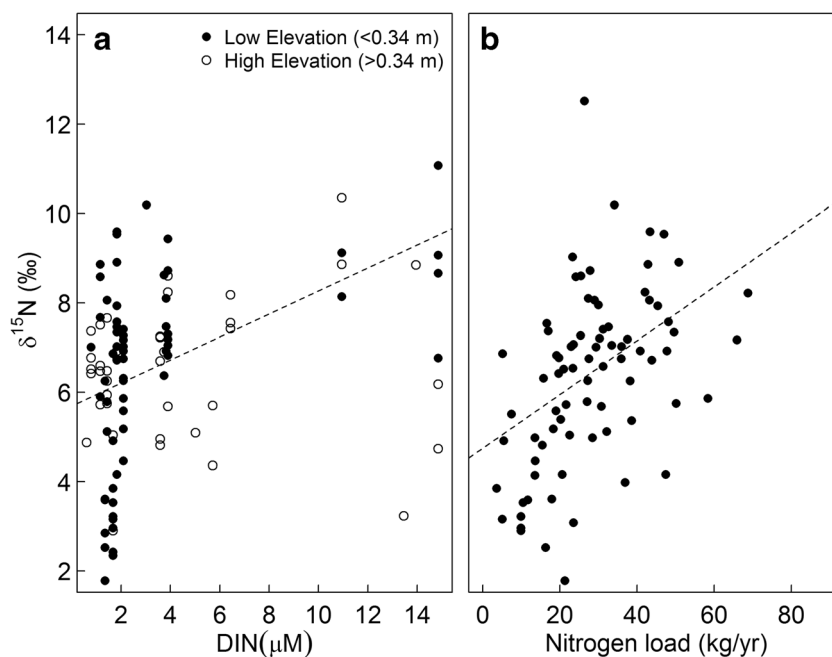 a
Low Elevation (<0.34 m)
High Elevation (>0.34 m)
b
δ¹⁵N (‰)
14
12
10
8
6
4
2
2 4 6 8 10 12 14
DIN(μM)
0 20 40 60 80
Nitrogen load (kg/yr)